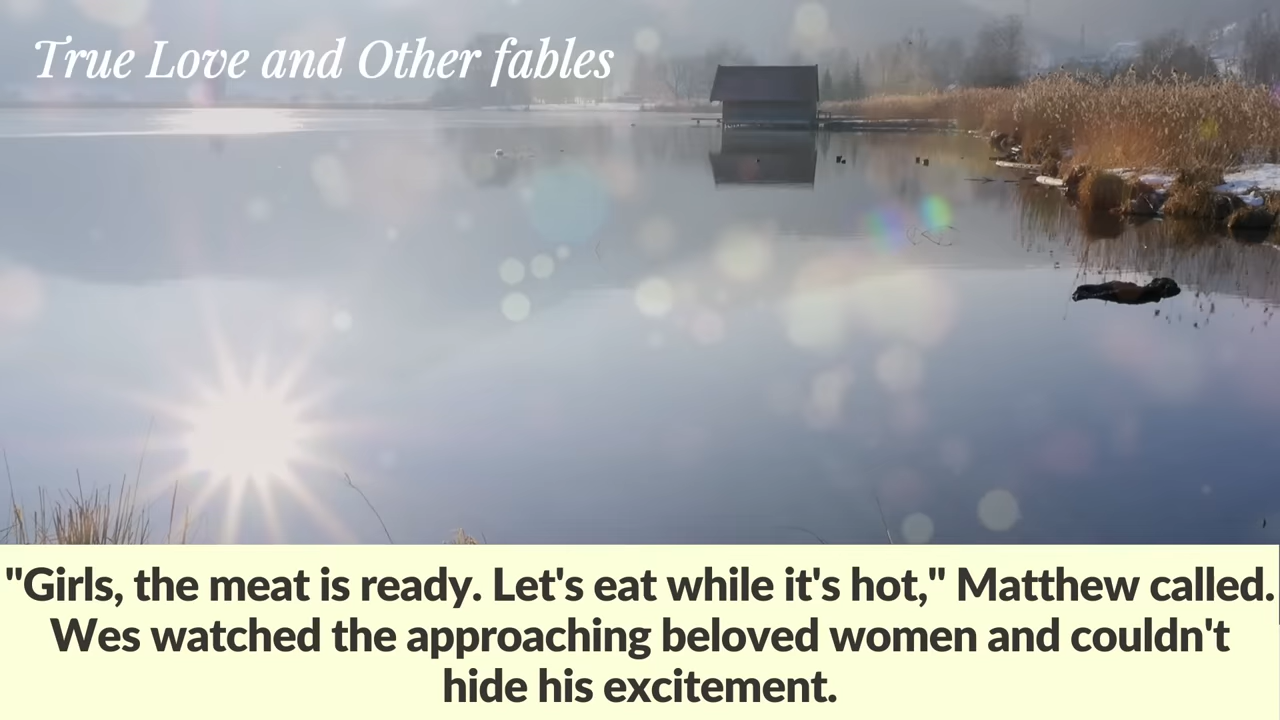 True Love and Other fables
"Girls, the meat is ready. Let's eat while it's hot," Matthew called.
Wes watched the approaching beloved women and couldn't
hide his excitement.